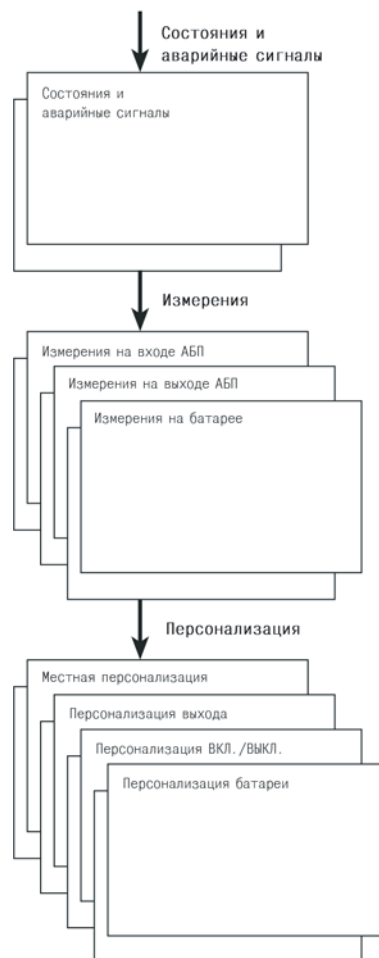 Состояния и
аварийные сигналы
Состояния и
аварийные сигналы
Измерения
Измерения на входе АБП
Измерения на выходе АБП
Измерения на батарее
Персонализация
Местная персонализация
Персонализация выхода
Персонализация ВКЛ./ВЫКЛ.
Персонализация батареи